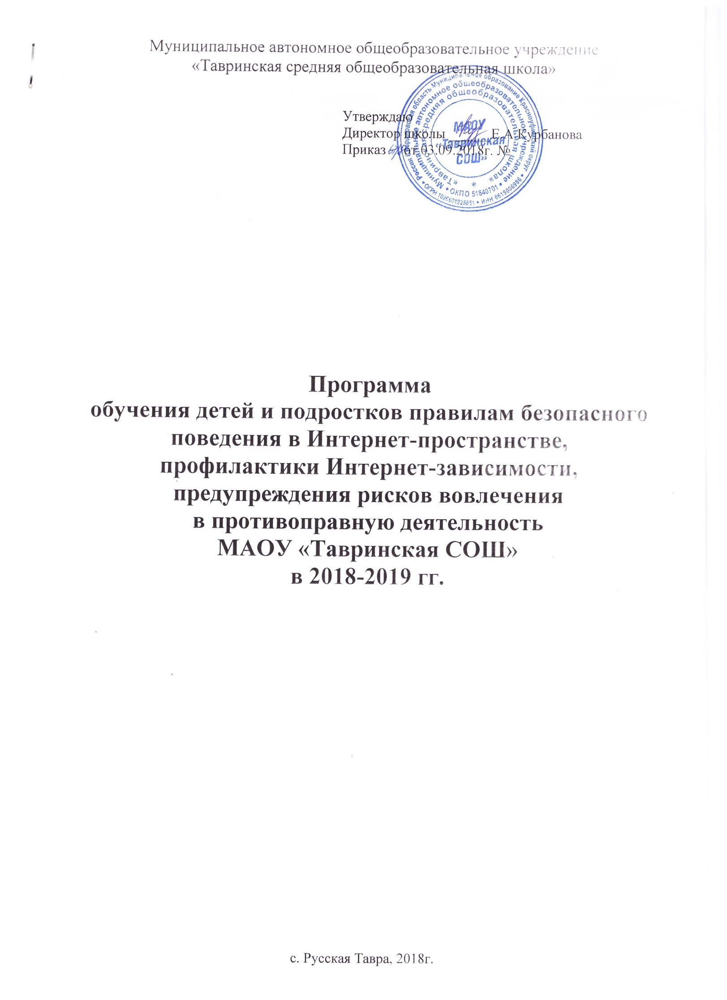 Муниципальное автономное общеобразовательное учреждение
«Тавринская средняя общеобразовательная школа»
Утверждаю
Директор школы ______ Е.А.Курбанова
Приказ от 03.09.2018г. №
Россия Свердловская область Муниципальное образование Красноуфимский округ
• ОГРН 1026601228851 • ИНН 6619006986 •
Муниципальное автономное общеобразовательное учреждение
• ОКПО 51840701 •
«Тавринская средняя общеобразовательная школа»
*
МАОУ
«Тавринская
СОШ»
Программа
обучения детей и подростков правилам безопасного
поведения в Интернет-пространстве,
профилактики Интернет-зависимости,
предупреждения рисков вовлечения
в противоправную деятельность
МАОУ «Тавринская СОШ»
в 2018-2019 гг.
с. Русская Тавра, 2018г.